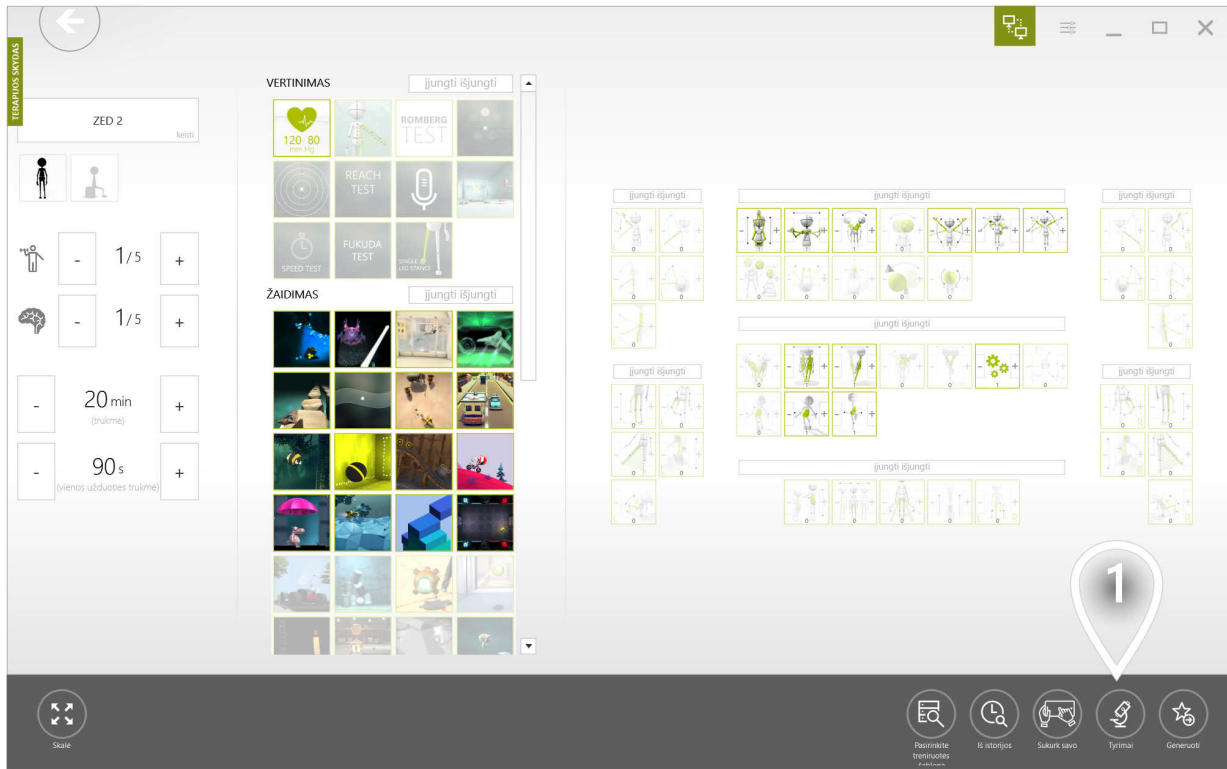 TERAPIJOS SKYDAS
ZED 2
keisti
- 1/5 +
- 1/5 +
- 20 min +
(trukmė)
- 90 s +
(vienos užduoties trukmė)
VERTINIMAS
įjungti išjungti
120 80
mm Hg
ROMBERG
TEST
REACH
TEST
SPEED TEST
FUKUDA
TEST
SINGLE
LEG STANCE
ŽAIDIMAS
įjungti išjungti
įjungti išjungti
įjungti išjungti
įjungti išjungti
įjungti išjungti
įjungti išjungti
įjungti išjungti
įjungti išjungti
1
Skalė
Pasirinkite
treniruotės
šabloną
Iš istorijos
Sukurk savo
Tyrimai
Generuoti